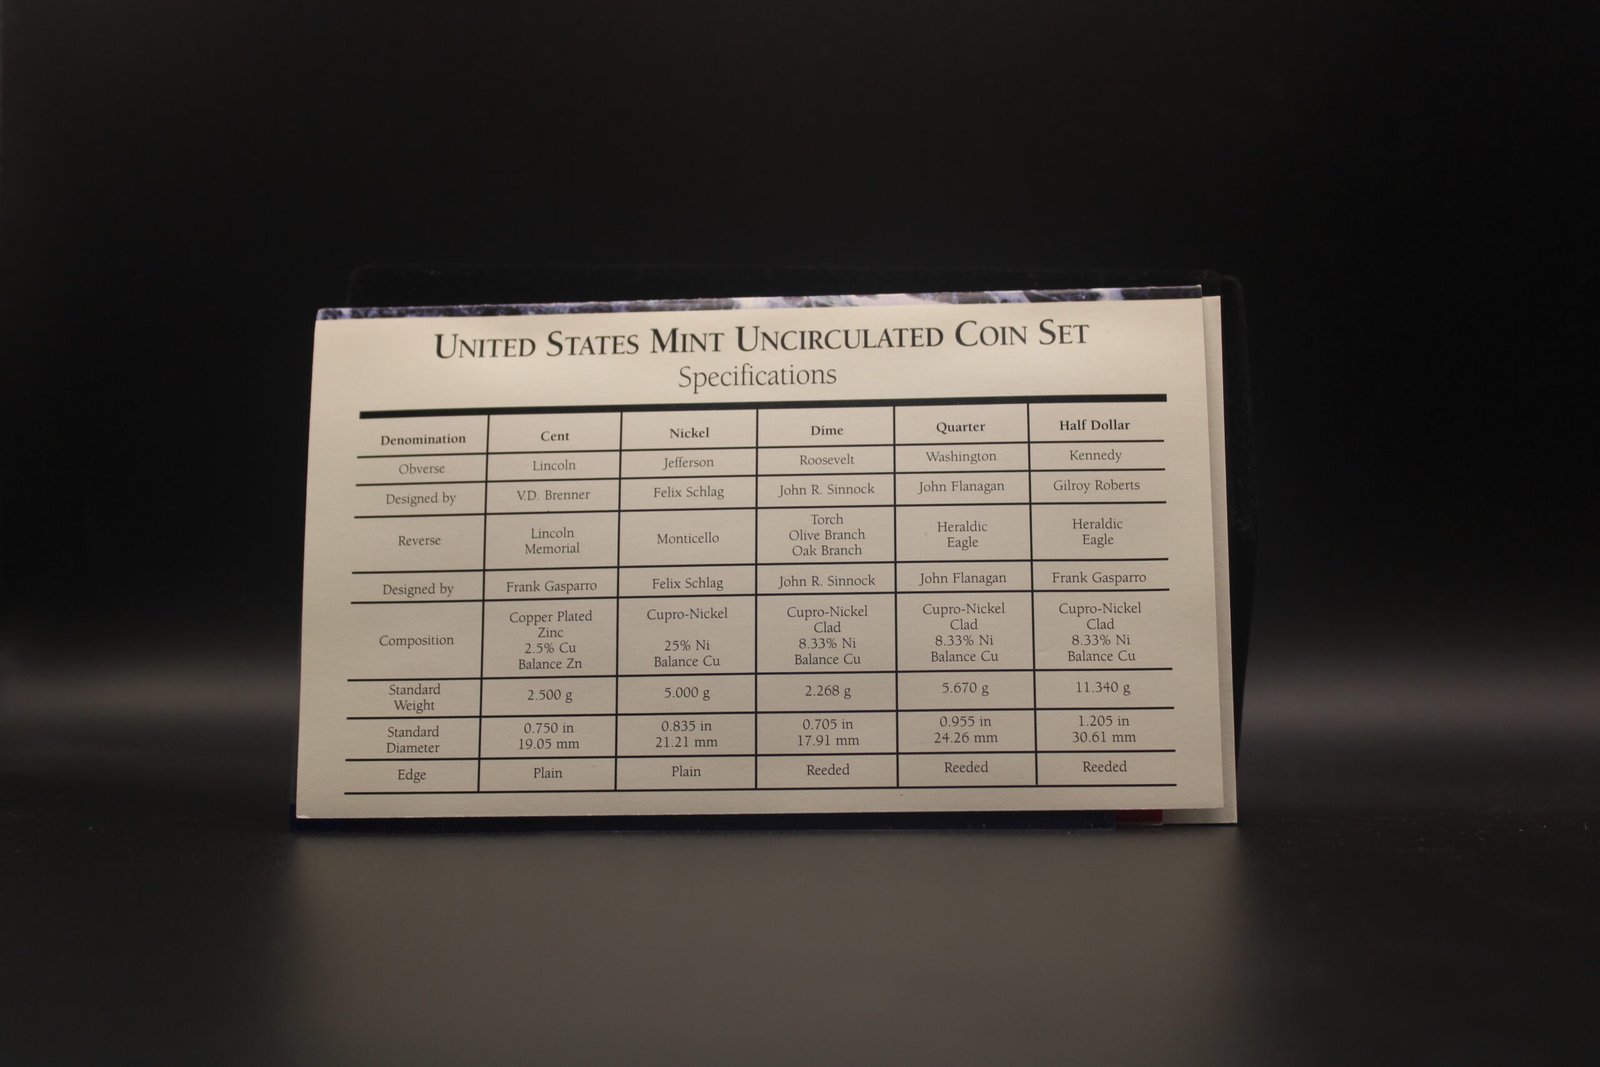 UNITED STATES MINT UNCIRCULATED COIN SET
Specifications
Denomination Cent Nickel Dime Quarter Half Dollar
Obverse Lincoln Jefferson Roosevelt Washington Kennedy
Designed by V.D. Brenner Felix Schlag John R. Sinnock John Flanagan Gilroy Roberts
Reverse
Lincoln
Memorial
Monticello
Torch
Olive Branch
Oak Branch
Heraldic
Eagle
Heraldic
Eagle
Designed by Frank Gasparro Felix Schlag John R. Sinnock John Flanagan Frank Gasparro
Composition
Copper Plated
Zinc
2.5% Cu
Balance Zn
Cupro-Nickel
25% Ni
Balance Cu
Cupro-Nickel
Clad
8.33% Ni
Balance Cu
Cupro-Nickel
Clad
8.33% Ni
Balance Cu
Cupro-Nickel
Clad
8.33% Ni
Balance Cu
Standard
Weight
2.500 g 5.000 g 2.268 g 5.670 g 11.340 g
Standard
Diameter
0.750 in
19.05 mm
0.835 in
21.21 mm
0.705 in
17.91 mm
0.955 in
24.26 mm
1.205 in
30.61 mm
Edge Plain Plain Reeded Reeded Reeded